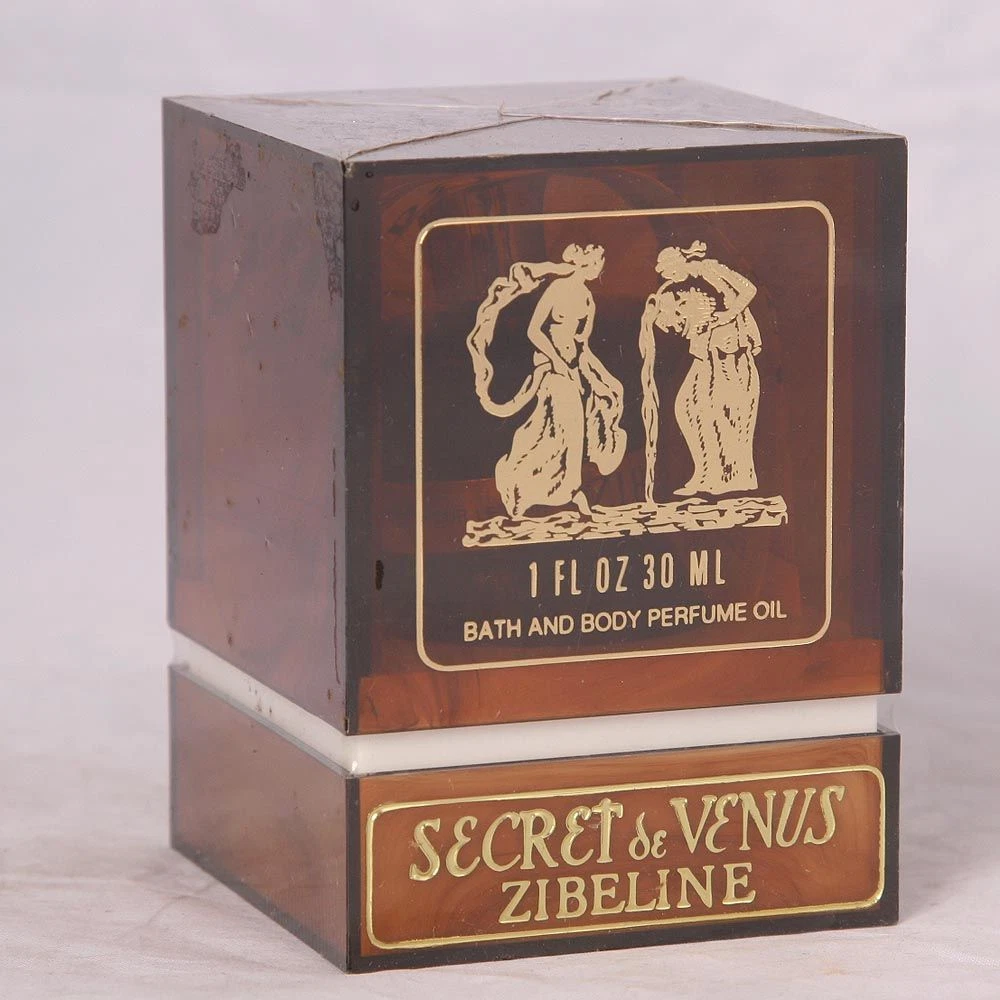 1 FL OZ 30 ML
BATH AND BODY PERFUME OIL
SECRET de VENUS
ZIBELINE